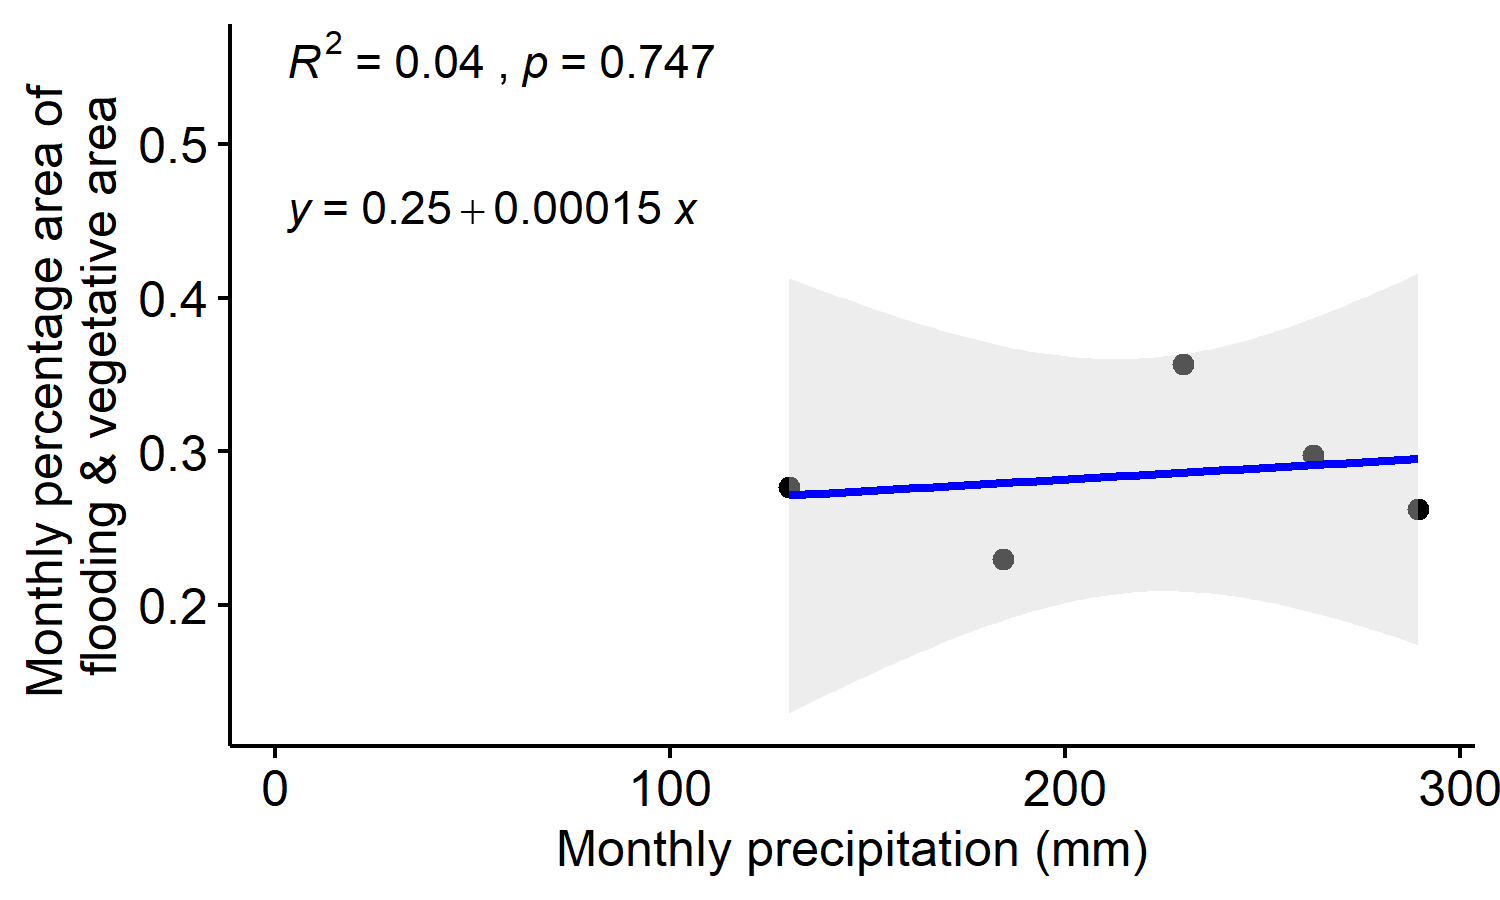 R² = 0.04 , p = 0.747
y = 0.25 + 0.00015 x
Monthly percentage area of
flooding & vegetative area
0.5
0.4
0.3
0.2
0 100 200 300
Monthly precipitation (mm)